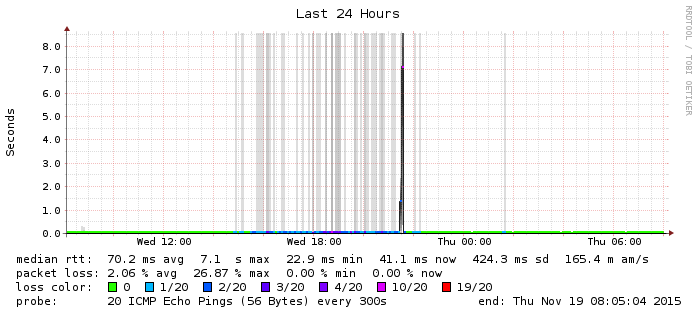 Last 24 Hours
RRDTOOL / TOBI OETIKER
Seconds
8.0
7.0
6.0
5.0
4.0
3.0
2.0
1.0
0.0
Wed 12:00 Wed 18:00 Thu 00:00 Thu 06:00
median rtt: 70.2 ms avg 7.1 s max 22.9 ms min 41.1 ms now 424.3 ms sd 165.4 m am/s
packet loss: 2.06 % avg 26.87 % max 0.00 % min 0.00 % now
loss color: 0 1/20 2/20 3/20 4/20 10/20 19/20
probe: 20 ICMP Echo Pings (56 Bytes) every 300s end: Thu Nov 19 08:05:04 2015